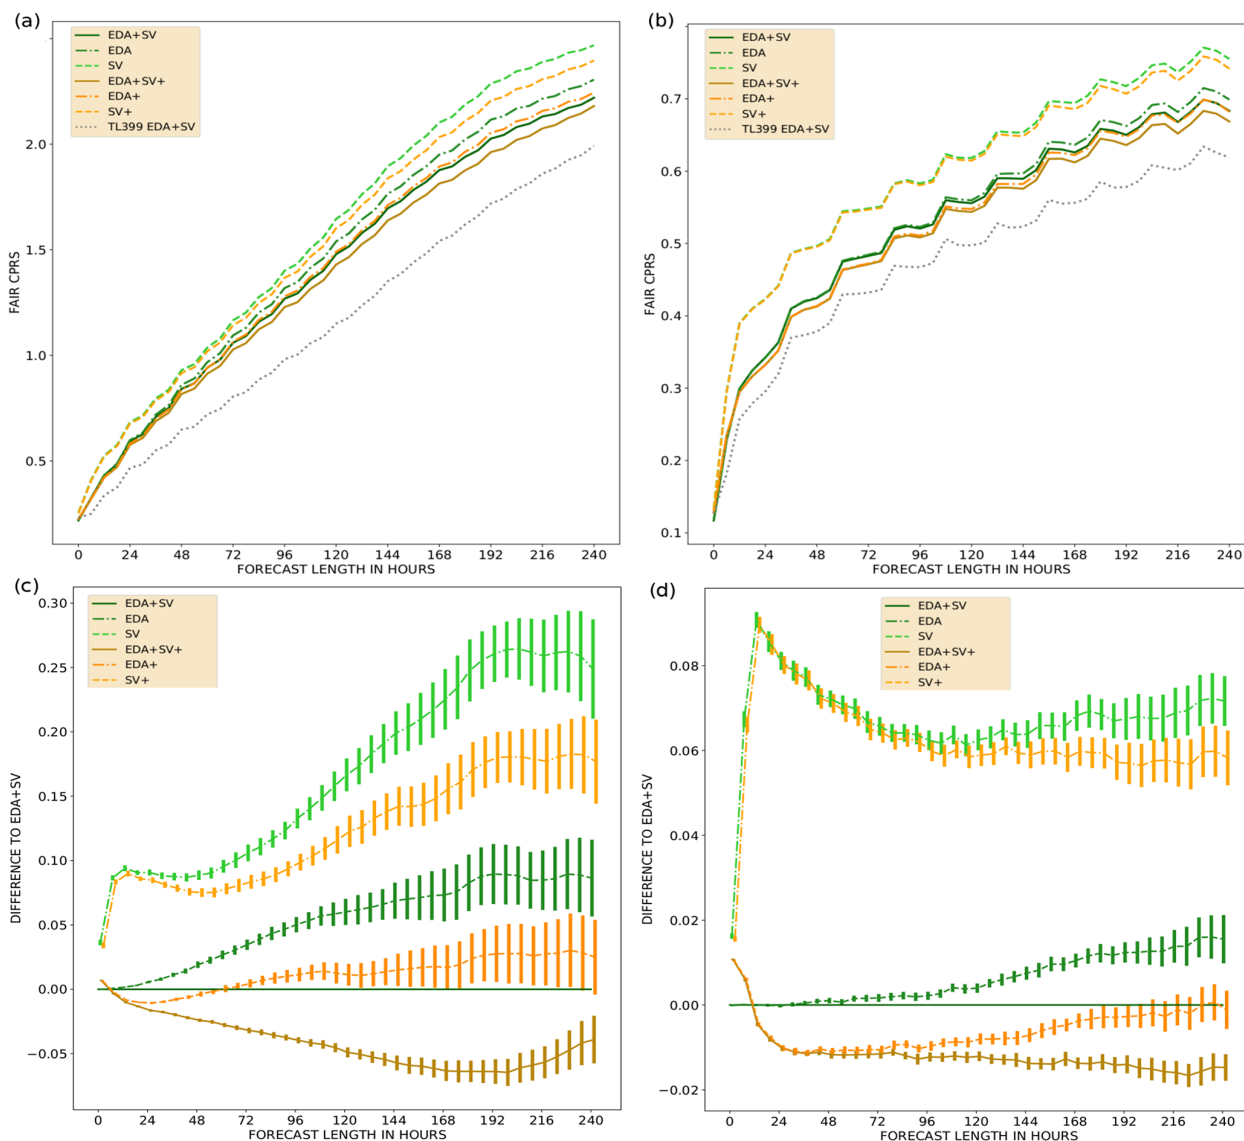 (a)
EDA+SV
EDA
SV
EDA+SV+
EDA+
SV+
TL399 EDA+SV
2.0
1.5
1.0
0.5
FAIR CPRS
0 24 48 72 96 120 144 168 192 216 240
FORECAST LENGTH IN HOURS
(b)
EDA+SV
EDA
SV
EDA+SV+
EDA+
SV+
TL399 EDA+SV
0.7
0.6
0.5
0.4
0.3
0.2
0.1
FAIR CPRS
0 24 48 72 96 120 144 168 192 216 240
FORECAST LENGTH IN HOURS
(c)
EDA+SV
EDA
SV
EDA+SV+
EDA+
SV+
0.30
0.25
0.20
0.15
0.10
0.05
0.00
−0.05
DIFFERENCE TO EDA+SV
0 24 48 72 96 120 144 168 192 216 240
FORECAST LENGTH IN HOURS
(d)
EDA+SV
EDA
SV
EDA+SV+
EDA+
SV+
0.08
0.06
0.04
0.02
0.00
−0.02
DIFFERENCE TO EDA+SV
0 24 48 72 96 120 144 168 192 216 240
FORECAST LENGTH IN HOURS